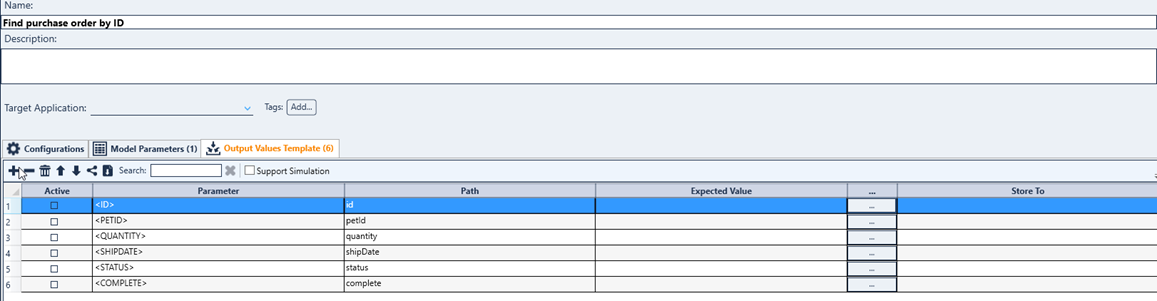 Name:
Find purchase order by ID
Description:
Target Application:
Tags: Add...
Configurations Model Parameters (1) Output Values Template (6)
Search: Support Simulation
Active Parameter Path Expected Value ... Store To
1 <ID> id ...
2 <PETID> petId ...
3 <QUANTITY> quantity ...
4 <SHIPDATE> shipDate ...
5 <STATUS> status ...
6 <COMPLETE> complete ...